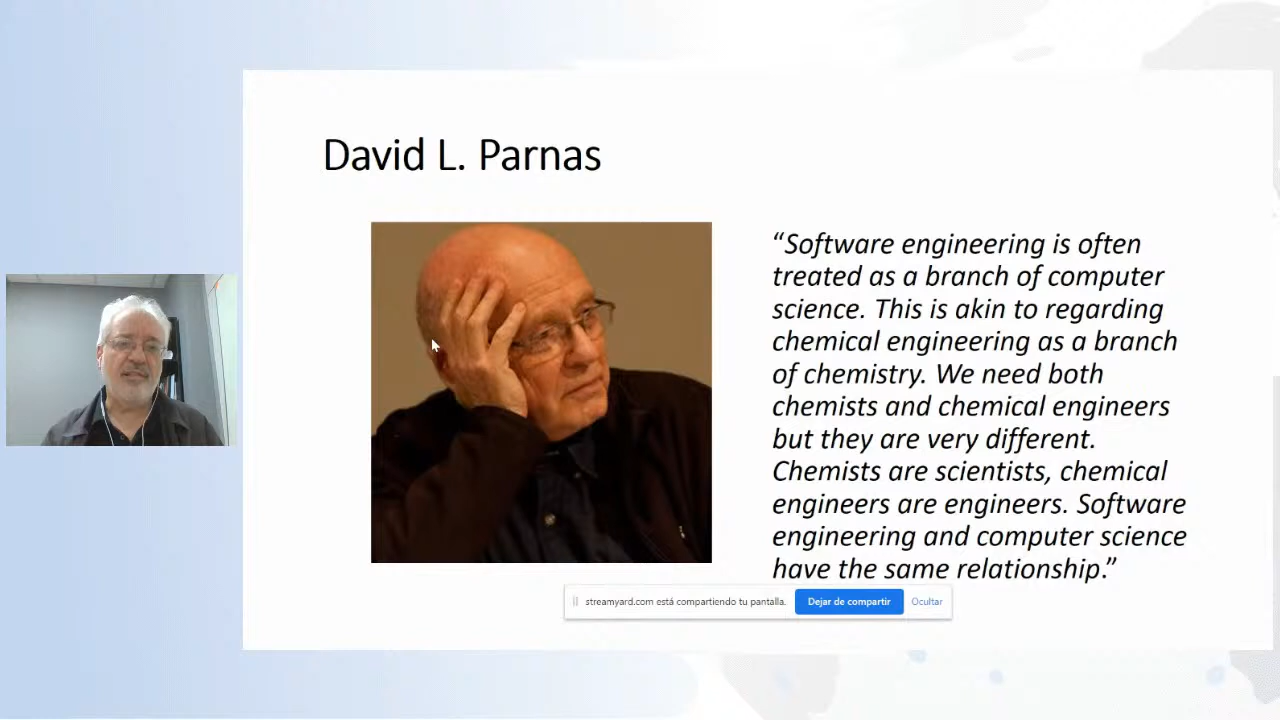 David L. Parnas
“Software engineering is often
treated as a branch of computer
science. This is akin to regarding
chemical engineering as a branch
of chemistry. We need both
chemists and chemical engineers
but they are very different.
Chemists are scientists, chemical
engineers are engineers. Software
engineering and computer science
have the same relationship.”
streamyard.com está compartiendo tu pantalla. Dejar de compartir Ocultar